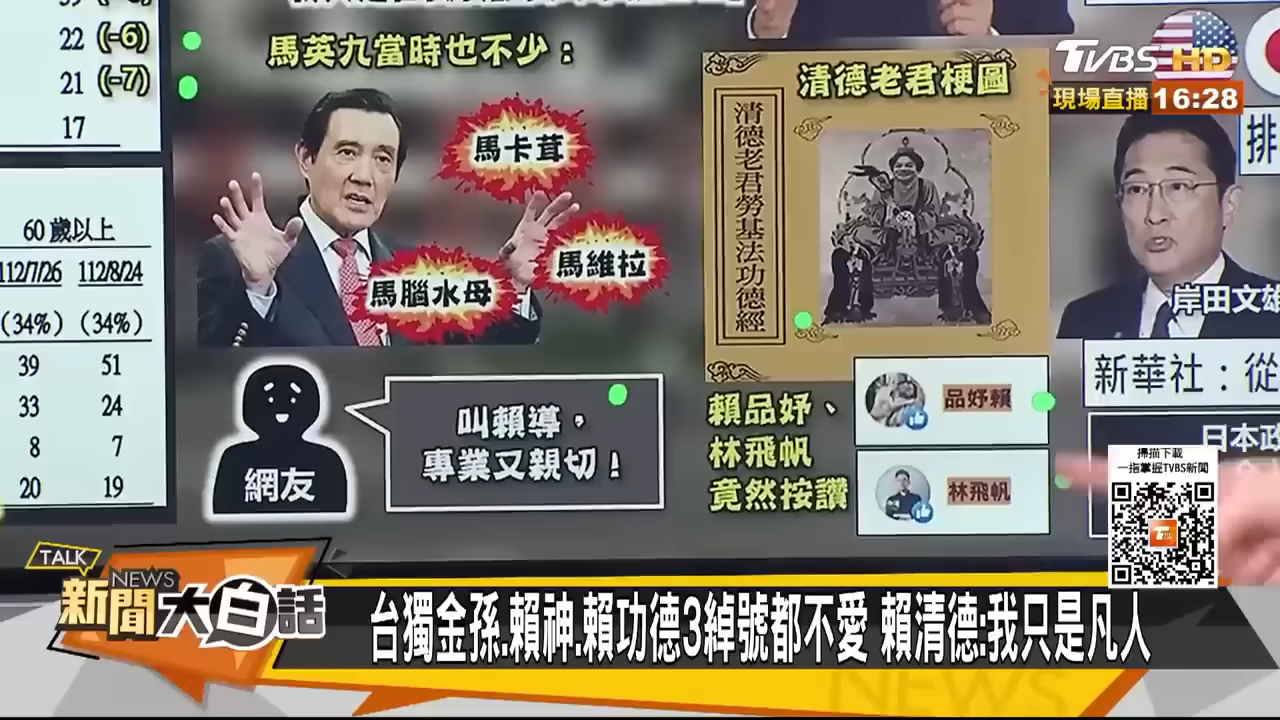 22 (-6)
21 (-7)
17
60歲以上
112/7/26 112/8/24
(34%) (34%)
39 51
33 24
8 7
20 19
馬英九當時也不少：
馬卡茸
馬維拉
馬腦水母
網友
叫賴導，
專業又親切！
清德老君梗圖
清德老君勞基法功德經
賴品妤、
林飛帆
竟然按讚
品妤賴
林飛帆
TVBS HD
現場直播 16:28
排
岸田文雄
新華社：從
日本政
掃描下載
一指掌握TVBS新聞
TALK
NEWS
新聞大白話
台獨金孫.賴神.賴功德3綽號都不愛 賴清德:我只是凡人
NEWS